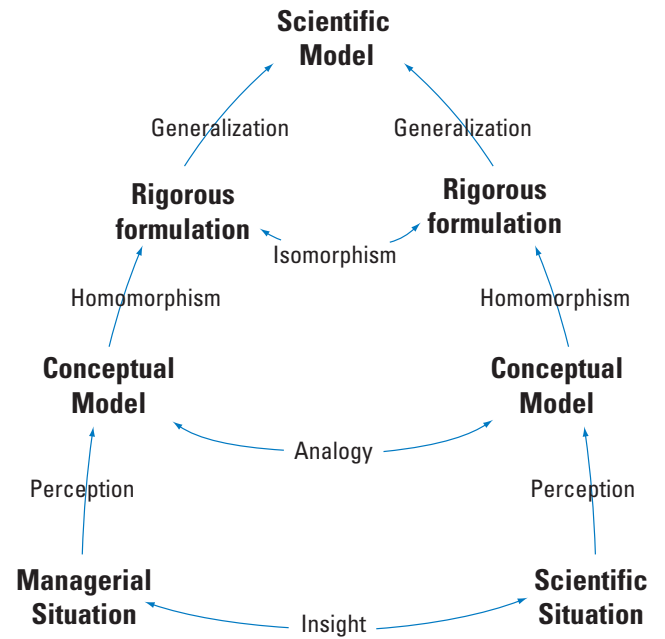 Scientific
Model
Generalization
Generalization
Rigorous
formulation
Rigorous
formulation
Isomorphism
Homomorphism
Homomorphism
Conceptual
Model
Conceptual
Model
Analogy
Perception
Perception
Managerial
Situation
Scientific
Situation
Insight